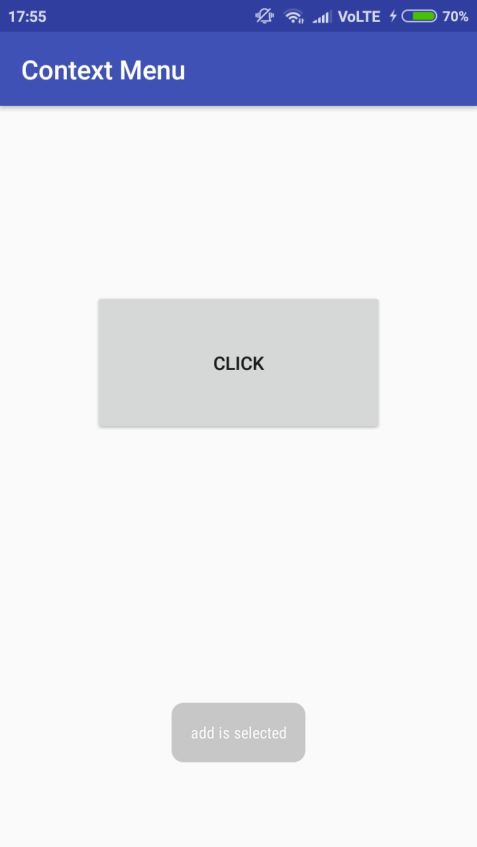 17:55 VoLTE 70%
Context Menu
CLICK
add is selected